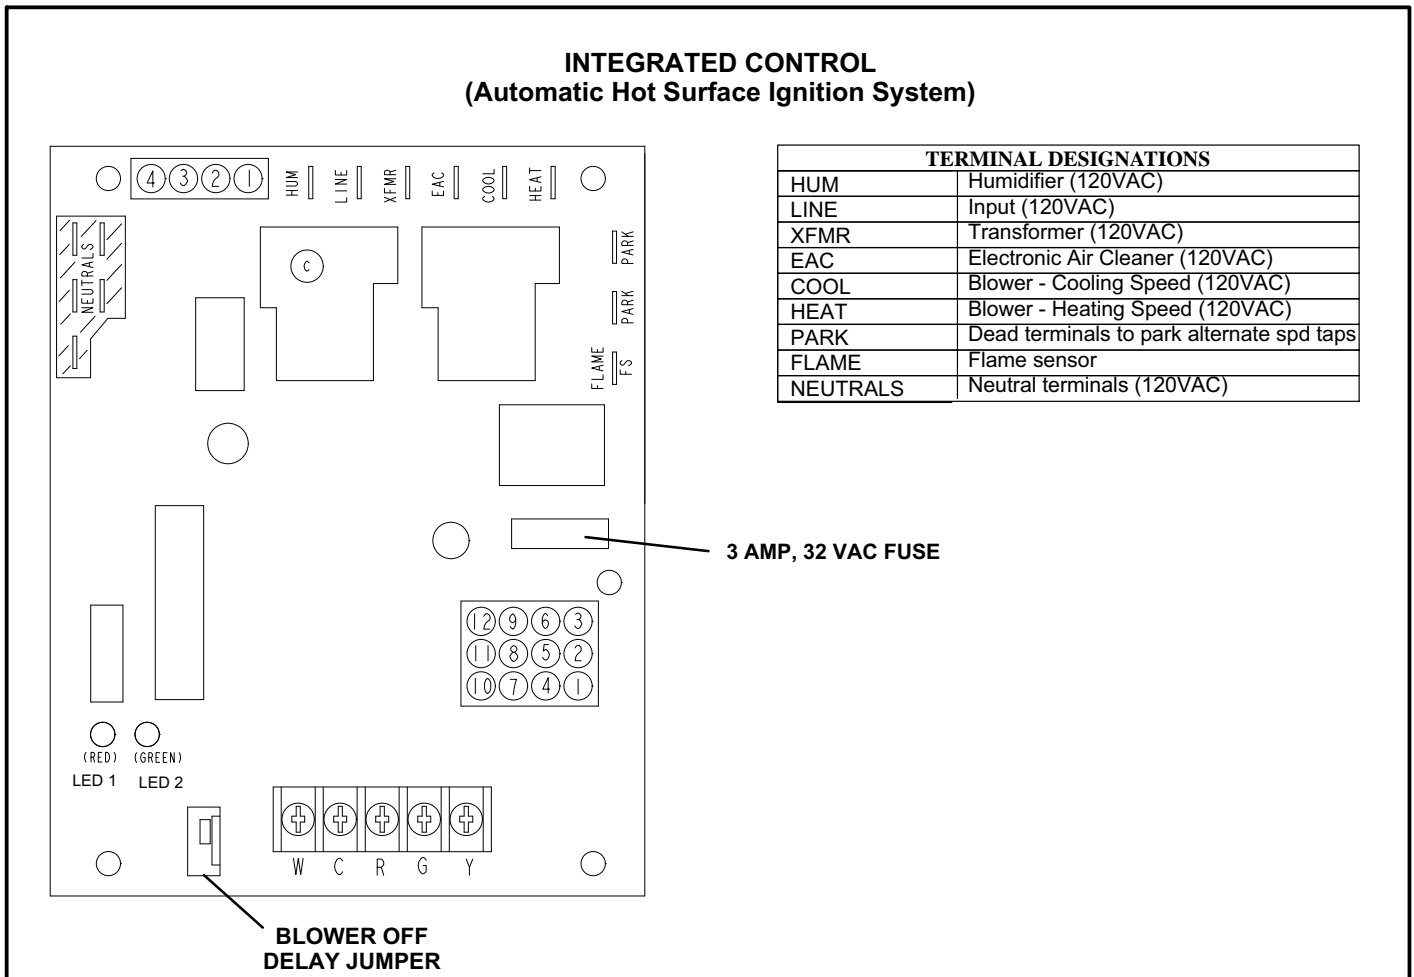 INTEGRATED CONTROL
(Automatic Hot Surface Ignition System)
4 3 2 1
HUM
LINE
XFMR
EAC
COOL
HEAT
NEUTRALS
C
PARK
PARK
FLAME
FS
TERMINAL DESIGNATIONS
HUM Humidifier (120VAC)
LINE Input (120VAC)
XFMR Transformer (120VAC)
EAC Electronic Air Cleaner (120VAC)
COOL Blower - Cooling Speed (120VAC)
HEAT Blower - Heating Speed (120VAC)
PARK Dead terminals to park alternate spd taps
FLAME Flame sensor
NEUTRALS Neutral terminals (120VAC)
3 AMP, 32 VAC FUSE
12 9 6 3
11 8 5 2
10 7 4 1
(RED) (GREEN)
LED 1 LED 2
W C R G Y
BLOWER OFF
DELAY JUMPER